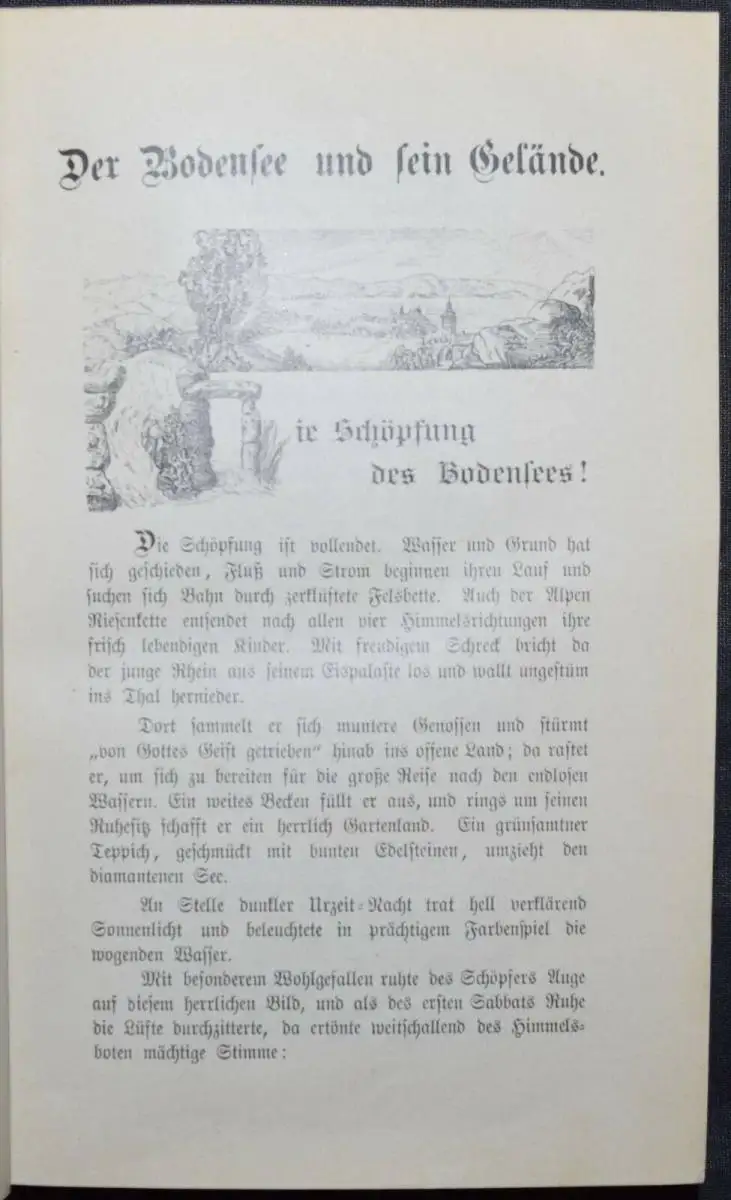 Der Bodensee und sein Gelände.
Die Schöpfung
des Bodensees!
Die Schöpfung ist vollendet. Wasser und Grund hat
sich geschieden, Fluß und Strom beginnen ihren Lauf und
suchen sich Bahn durch zerklüftete Felsbette. Auch der Alpen
Riesenkette entsendet nach allen vier Himmelsrichtungen ihre
frisch lebendigen Kinder. Mit freudigem Schreck bricht da
der junge Rhein aus seinem Eispalaste los und wallt ungestüm
ins Thal hernieder.
Dort sammelt er sich muntere Genossen und stürmt
„von Gottes Geist getrieben“ hinab ins offene Land; da rastet
er, um sich zu bereiten für die große Reise nach den endlosen
Wassern. Ein weites Becken füllt er aus, und rings um seinen
Ruhesitz schafft er ein herrlich Gartenland. Ein grünsamtner
Teppich, geschmückt mit bunten Edelsteinen, umzieht den
diamantenen See.
An Stelle dunkler Urzeit-Nacht trat hell verklärend
Sonnenlicht und beleuchtete in prächtigem Farbenspiel die
wogenden Wasser.
Mit besonderem Wohlgefallen ruhte des Schöpfers Auge
auf diesem herrlichen Bild, und als des ersten Sabbats Ruhe
die Lüfte durchzitterte, da ertönte weitschallend des Himmels-
boten mächtige Stimme: